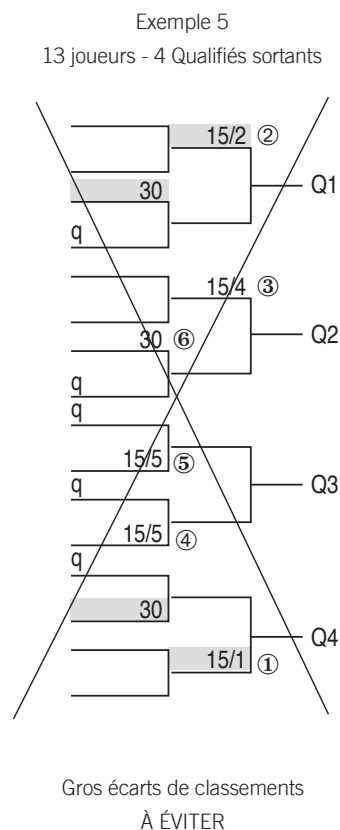 Exemple 5
13 joueurs - 4 Qualifiés sortants
15/2 ②
30
Q1
q
15/4 ③
30 ⑥
Q2
q
q
15/5 ⑤
q
Q3
15/5 ④
q
30
Q4
15/1 ①
Gros écarts de classements
À ÉVITER